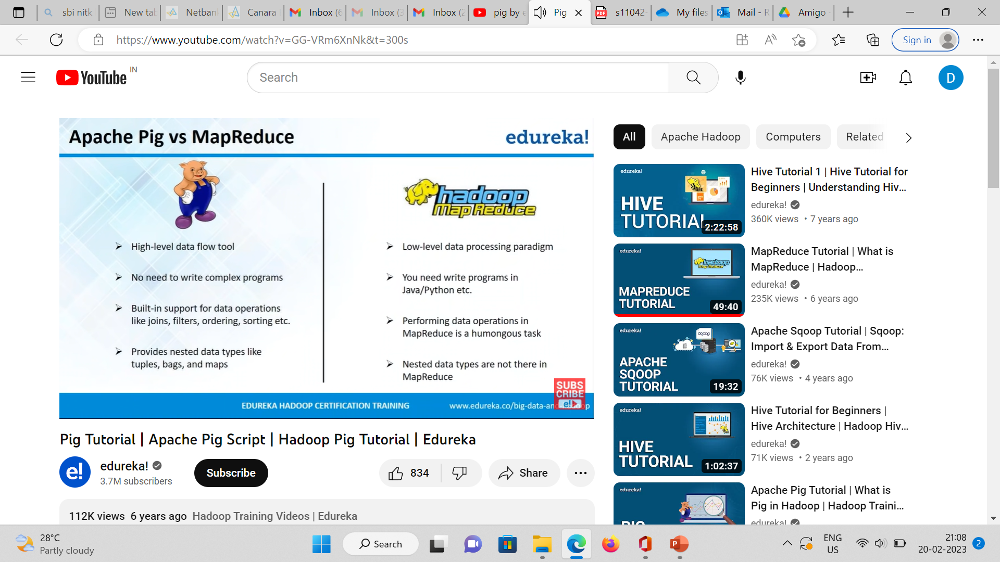 sbi nitk
New tab
Netbank
Canara
Inbox (6
Inbox (3
Inbox (2
pig by e
Pig
PDF
s11042-
My files
Mail - R
Amigo
https://www.youtube.com/watch?v=GG-VRm6XnNk&t=300s
Sign in
YouTube IN
Search
D
Apache Pig vs MapReduce
edureka!
hadoop
Map Reduce
High-level data flow tool
No need to write complex programs
Built-in support for data operations
like joins, filters, ordering, sorting etc.
Provides nested data types like
tuples, bags, and maps
Low-level data processing paradigm
You need write programs in
Java/Python etc.
Performing data operations in
MapReduce is a humongous task
Nested data types are not there in
MapReduce
SUBS
CRIBE
e!
EDUREKA HADOOP CERTIFICATION TRAINING
www.edureka.co/big-data-and-hadoop
Pig Tutorial | Apache Pig Script | Hadoop Pig Tutorial | Edureka
e!
edureka!
3.7M subscribers
Subscribe
834
Share
112K views 6 years ago Hadoop Training Videos | Edureka
All
Apache Hadoop
Computers
Related
edureka!
HIVE
HIVE
TUTORIAL
2:22:58
Hive Tutorial 1 | Hive Tutorial for
Beginners | Understanding Hiv...
edureka!
360K views • 7 years ago
edureka!
hadoop
Map Reduce
MAPREDUCE
TUTORIAL
49:40
MapReduce Tutorial | What is
MapReduce | Hadoop...
edureka!
235K views • 6 years ago
edureka!
sqoop
APACHE
SQOOP
TUTORIAL
19:32
Apache Sqoop Tutorial | Sqoop:
Import & Export Data From...
edureka!
76K views • 4 years ago
edureka!
HIVE
TUTORIAL
1:02:37
Hive Tutorial for Beginners |
Hive Architecture | Hadoop Hiv...
edureka!
71K views • 2 years ago
edureka!
PIG
Apache Pig Tutorial | What is
Pig in Hadoop | Hadoop Traini...
edureka!
28°C
Partly cloudy
Search
P
ENG
US
21:08
20-02-2023
2